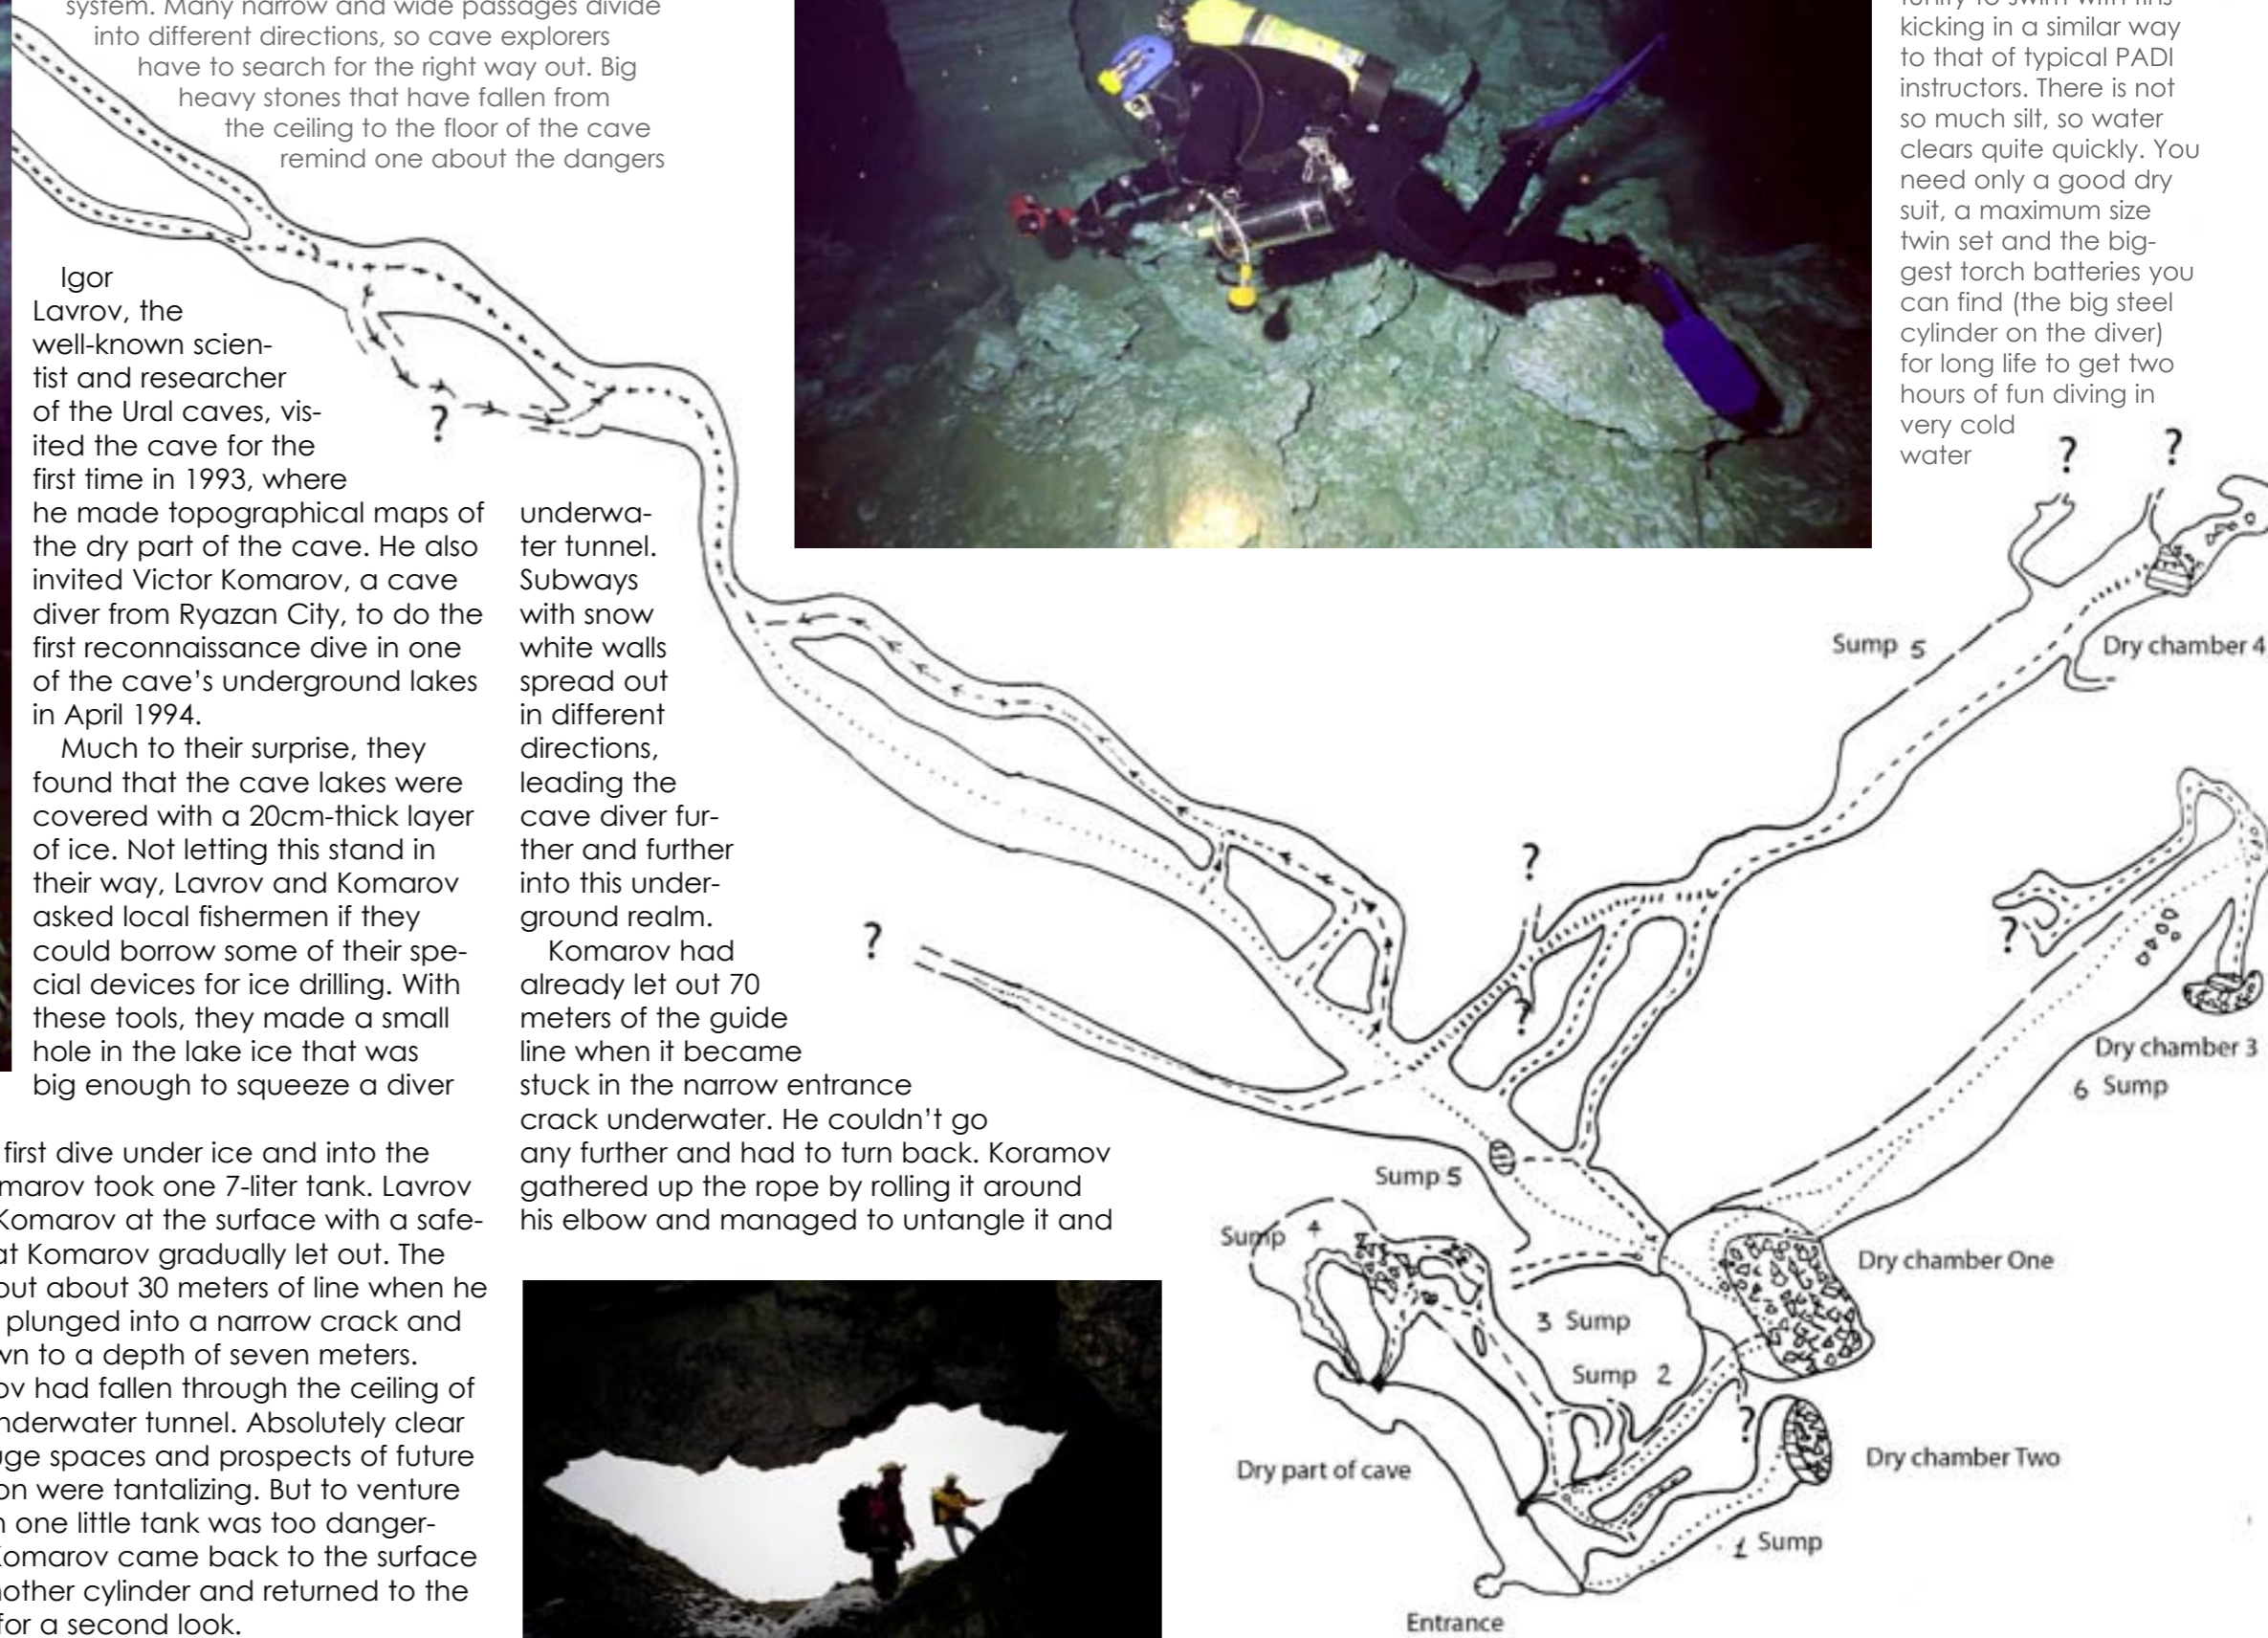 system. Many narrow and wide passages divide
into different directions, so cave explorers
have to search for the right way out. Big
heavy stones that have fallen from
the ceiling to the floor of the cave
remind one about the dangers
Igor
Lavrov, the
well-known scien-
tist and researcher
of the Ural caves, vis-
ited the cave for the
first time in 1993, where
he made topographical maps of
the dry part of the cave. He also
invited Victor Komarov, a cave
diver from Ryazan City, to do the
first reconnaissance dive in one
of the cave's underground lakes
in April 1994.
Much to their surprise, they
found that the cave lakes were
covered with a 20cm-thick layer
of ice. Not letting this stand in
their way, Lavrov and Komarov
asked local fishermen if they
could borrow some of their spe-
cial devices for ice drilling. With
these tools, they made a small
hole in the lake ice that was
big enough to squeeze a diver
first dive under ice and into the
marov took one 7-liter tank. Lavrov
Komarov at the surface with a safe-
at Komarov gradually let out. The
out about 30 meters of line when he
plunged into a narrow crack and
wn to a depth of seven meters.
ov had fallen through the ceiling of
nderwater tunnel. Absolutely clear
uge spaces and prospects of future
on were tantalizing. But to venture
n one little tank was too danger-
Komarov came back to the surface
nother cylinder and returned to the
for a second look.
underwa-
ter tunnel.
Subways
with snow
white walls
spread out
in different
directions,
leading the
cave diver fur-
ther and further
into this under-
ground realm.
Komarov had
already let out 70
meters of the guide
line when it became
stuck in the narrow entrance
crack underwater. He couldn't go
any further and had to turn back. Koramov
gathered up the rope by rolling it around
his elbow and managed to untangle it and
kicking in a similar way
to that of typical PADI
instructors. There is not
so much silt, so water
clears quite quickly. You
need only a good dry
suit, a maximum size
twin set and the big-
gest torch batteries you
can find (the big steel
cylinder on the diver)
for long life to get two
hours of fun diving in
very cold
water
?
?
?
Sump 5
Dry chamber 4
?
?
?
?
Dry chamber 3
6 Sump
Sump 5
Sump 4
Dry chamber One
3 Sump
Sump 2
?
Dry part of cave
Dry chamber Two
1 Sump
Entrance